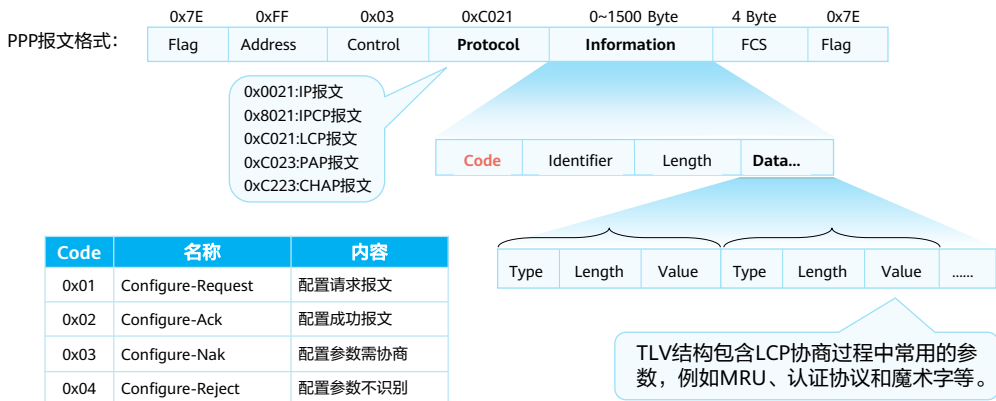 0x7E 0xFF 0x03 0xC021 0~1500 Byte 4 Byte 0x7E
PPP报文格式: Flag Address Control Protocol Information FCS Flag
0x0021:IP报文
0x8021:IPCP报文
0xC021:LCP报文
0xC023:PAP报文
0xC223:CHAP报文
Code Identifier Length Data...
Type Length Value Type Length Value ......
TLV结构包含LCP协商过程中常用的参
数，例如MRU、认证协议和魔术字等。
Code 名称 内容
0x01 Configure-Request 配置请求报文
0x02 Configure-Ack 配置成功报文
0x03 Configure-Nak 配置参数需协商
0x04 Configure-Reject 配置参数不识别